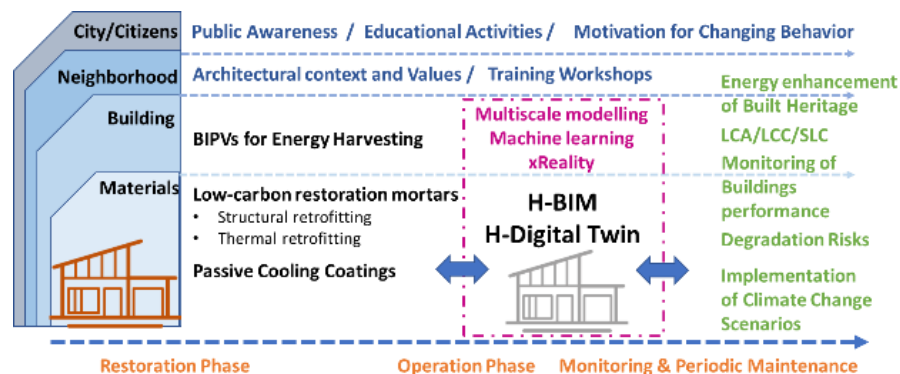 City/Citizens
Public Awareness / Educational Activities / Motivation for Changing Behavior
Neighborhood
Architectural context and Values / Training Workshops
Building
BIPVs for Energy Harvesting
Materials
Low-carbon restoration mortars
• Structural retrofitting
• Thermal retrofitting
Passive Cooling Coatings
Multiscale modelling
Machine learning
xReality
H-BIM
H-Digital Twin
Energy enhancement
of Built Heritage
LCA/LCC/SLC
Monitoring of
Buildings
performance
Degradation Risks
Implementation
of Climate Change
Scenarios
Restoration Phase
Operation Phase
Monitoring & Periodic Maintenance